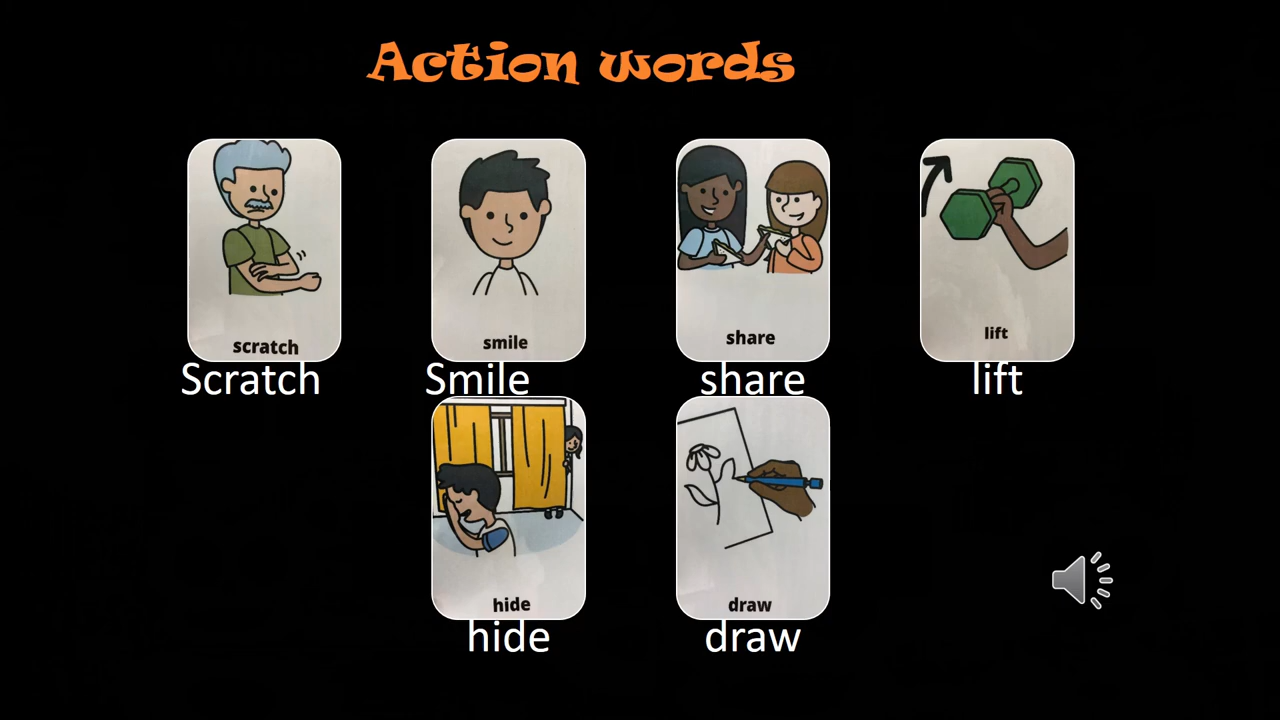 Action words
scratch
smile
share
lift
Scratch
Smile
share
lift
hide
draw
hide
draw